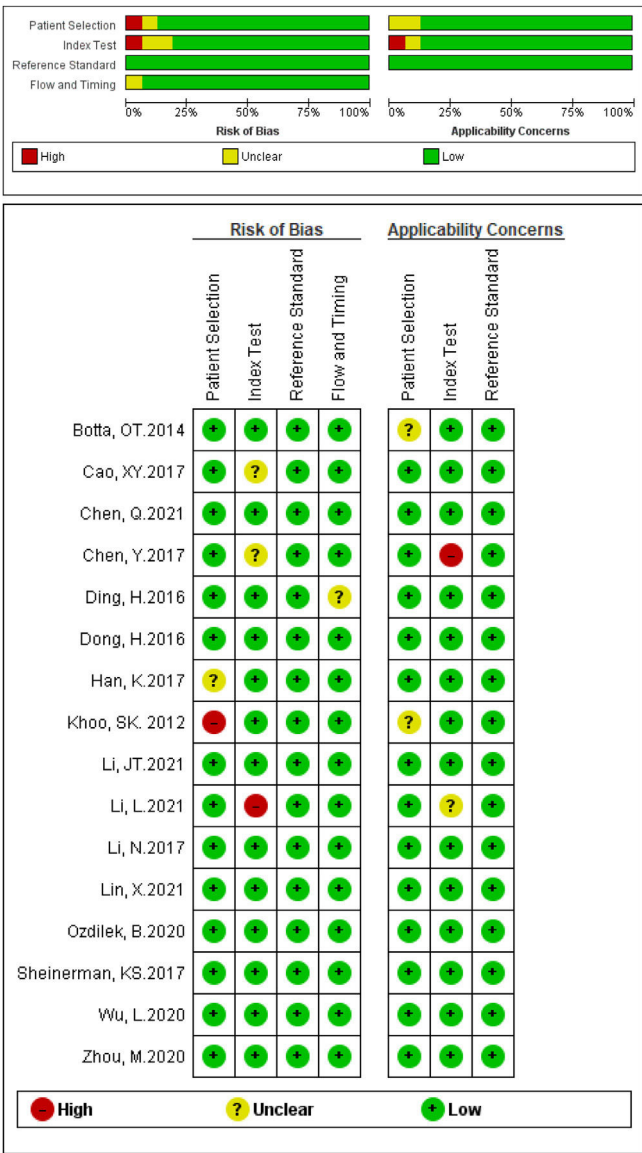 Patient Selection
Index Test
Reference Standard
Flow and Timing
0% 25% 50% 75% 100% 0% 25% 50% 75% 100%
Risk of Bias Applicability Concerns
High Unclear Low
Risk of Bias Applicability Concerns
Patient Selection Index Test Reference Standard Flow and Timing Patient Selection Index Test Reference Standard
Botta, OT.2014 + + + + ? + +
Cao, XY.2017 + ? + + + + +
Chen, Q.2021 + + + + + + +
Chen, Y.2017 + ? + + + - +
Ding, H.2016 + + + ? + + +
Dong, H.2016 + + + + + + +
Han, K.2017 ? + + + + + +
Khoo, SK. 2012 - + + + ? + +
Li, JT.2021 + + + + + + +
Li, L.2021 + - + + + ? +
Li, N.2017 + + + + + + +
Lin, X.2021 + + + + + + +
Ozdilek, B.2020 + + + + + + +
Sheinerman, KS.2017 + + + + + + +
Wu, L.2020 + + + + + + +
Zhou, M.2020 + + + + + + +
- High ? Unclear + Low